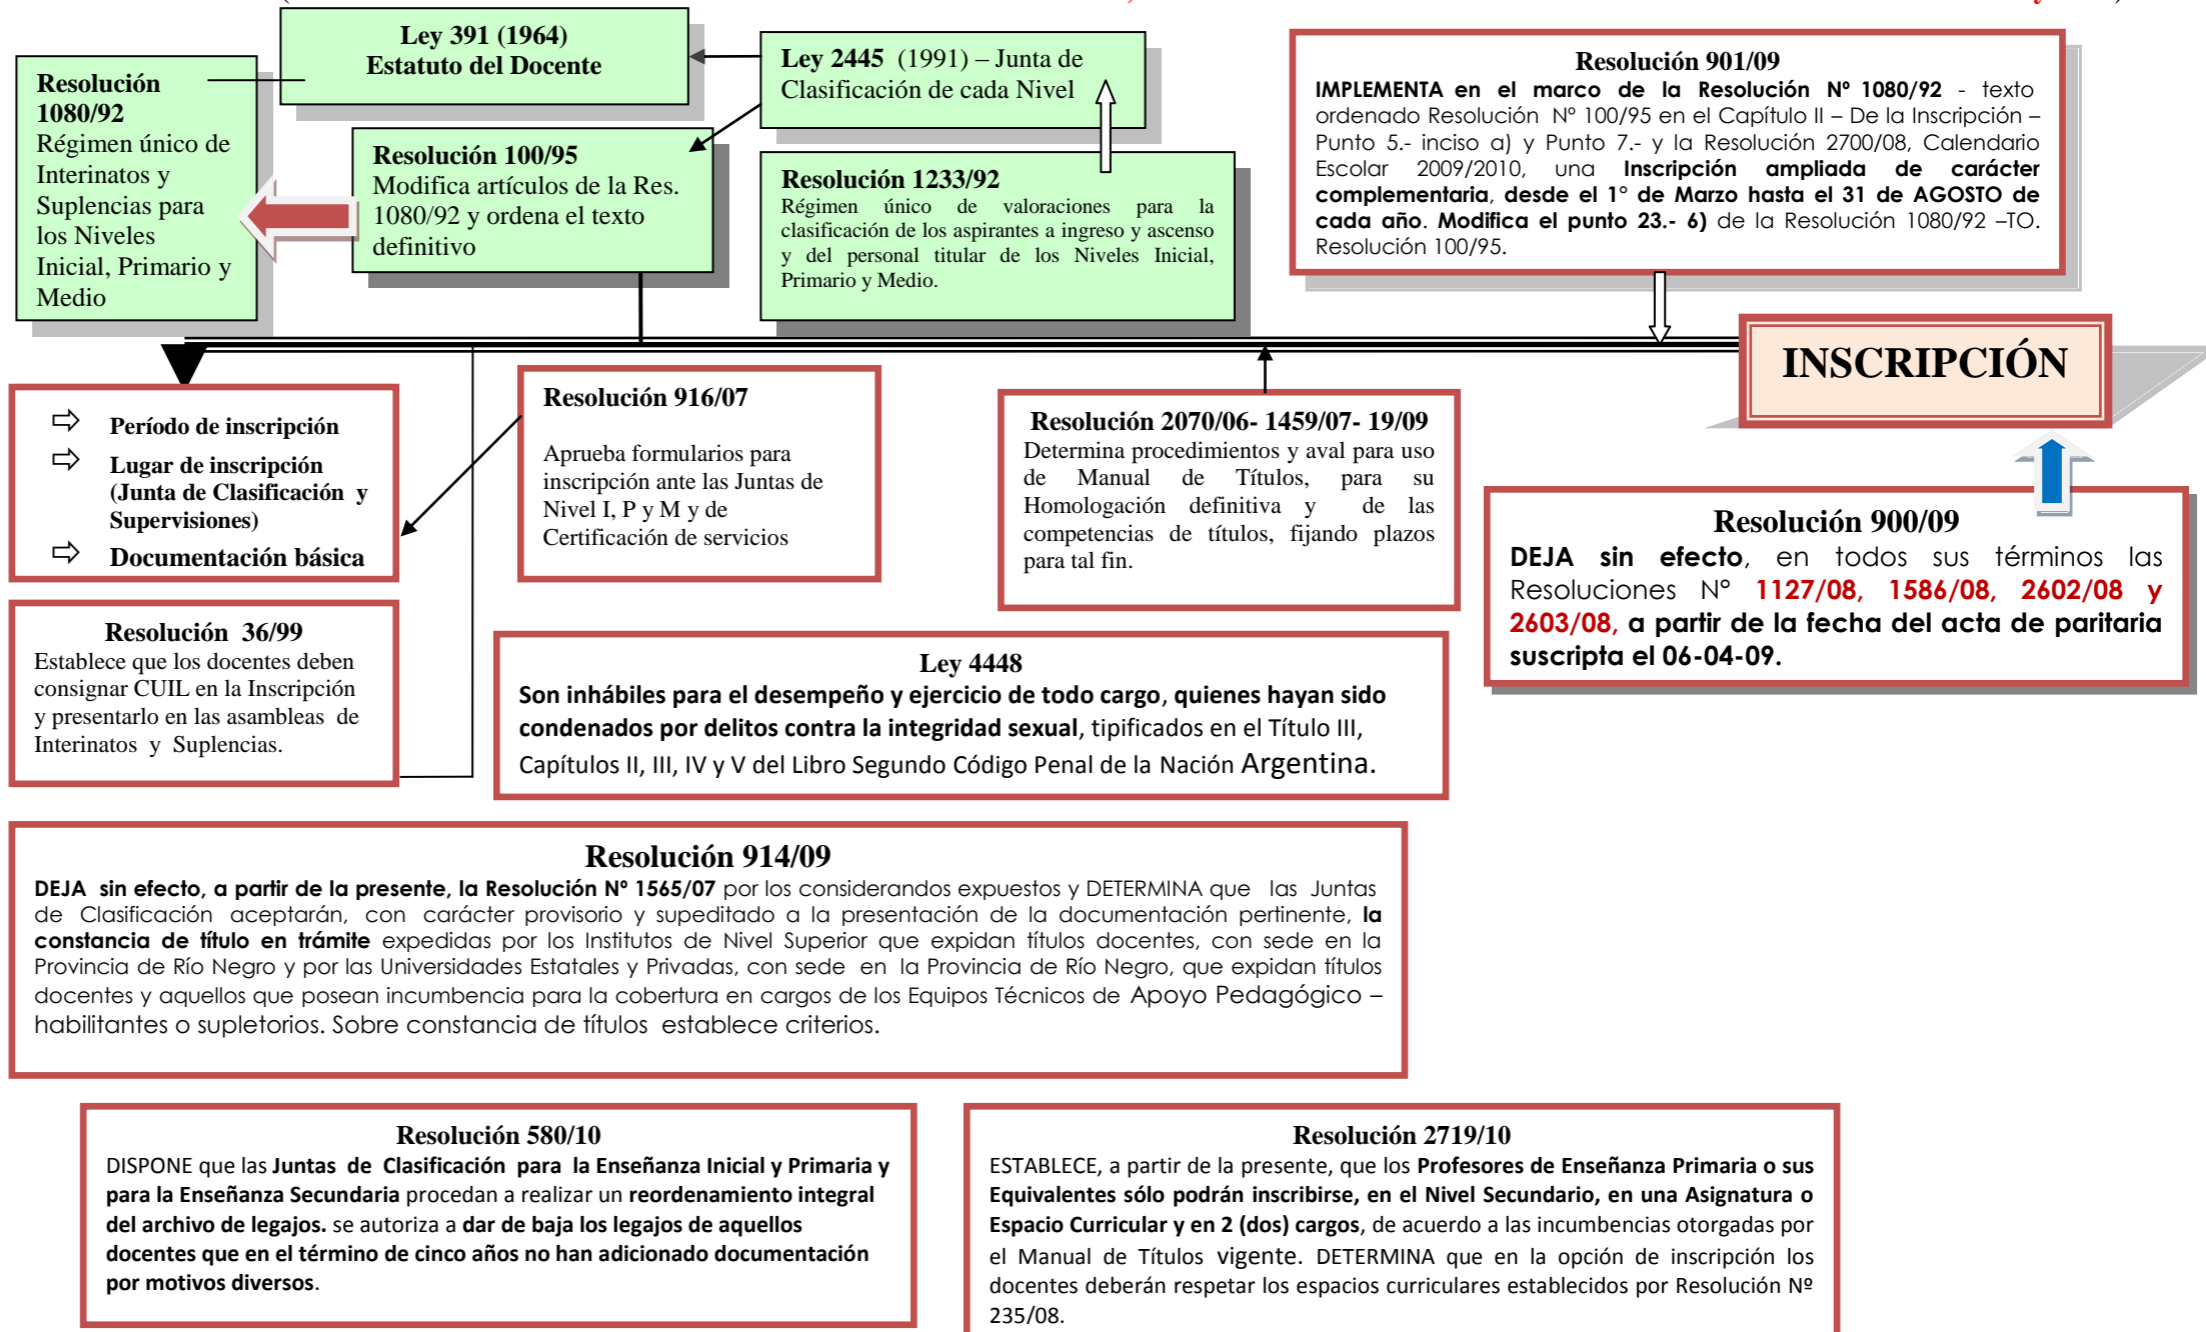 Ley 391 (1964)
Estatuto del Docente
Resolución
1080/92
Régimen único de
Interinatos y
Suplencias para
los Niveles
Inicial, Primario y
Medio
Ley 2445 (1991) – Junta de
Clasificación de cada Nivel
Resolución 100/95
Modifica artículos de la Res.
1080/92 y ordena el texto
definitivo
Resolución 1233/92
Régimen único de valoraciones para la
clasificación de los aspirantes a ingreso y ascenso
y del personal titular de los Niveles Inicial,
Primario y Medio.
Resolución 901/09
IMPLEMENTA en el marco de la Resolución Nº 1080/92 - texto
ordenado Resolución Nº 100/95 en el Capítulo II – De la Inscripción –
Punto 5.- inciso a) y Punto 7.- y la Resolución 2700/08, Calendario
Escolar 2009/2010, una Inscripción ampliada de carácter
complementaria, desde el 1° de Marzo hasta el 31 de AGOSTO de
cada año. Modifica el punto 23.- 6) de la Resolución 1080/92 –TO.
Resolución 100/95.
INSCRIPCIÓN
Período de inscripción
Lugar de inscripción
(Junta de Clasificación y
Supervisiones)
Documentación básica
Resolución 916/07
Aprueba formularios para
inscripción ante las Juntas de
Nivel I, P y M y de
Certificación de servicios
Resolución 2070/06- 1459/07- 19/09
Determina procedimientos y aval para uso
de Manual de Títulos, para su
Homologación definitiva y de las
competencias de títulos, fijando plazos
para tal fin.
Resolución 900/09
DEJA sin efecto, en todos sus términos las
Resoluciones N° 1127/08, 1586/08, 2602/08 y
2603/08, a partir de la fecha del acta de paritaria
suscripta el 06-04-09.
Resolución 36/99
Establece que los docentes deben
consignar CUIL en la Inscripción
y presentarlo en las asambleas de
Interinatos y Suplencias.
Ley 4448
Son inhábiles para el desempeño y ejercicio de todo cargo, quienes hayan sido
condenados por delitos contra la integridad sexual, tipificados en el Título III,
Capítulos II, III, IV y V del Libro Segundo Código Penal de la Nación Argentina.
Resolución 914/09
DEJA sin efecto, a partir de la presente, la Resolución Nº 1565/07 por los considerandos expuestos y DETERMINA que las Juntas
de Clasificación aceptarán, con carácter provisorio y supeditado a la presentación de la documentación pertinente, la
constancia de título en trámite expedidas por los Institutos de Nivel Superior que expidan títulos docentes, con sede en la
Provincia de Río Negro y por las Universidades Estatales y Privadas, con sede en la Provincia de Río Negro, que expidan títulos
docentes y aquellos que posean incumbencia para la cobertura en cargos de los Equipos Técnicos de Apoyo Pedagógico –
habilitantes o supletorios. Sobre constancia de títulos establece criterios.
Resolución 580/10
DISPONE que las Juntas de Clasificación para la Enseñanza Inicial y Primaria y
para la Enseñanza Secundaria procedan a realizar un reordenamiento integral
del archivo de legajos. se autoriza a dar de baja los legajos de aquellos
docentes que en el término de cinco años no han adicionado documentación
por motivos diversos.
Resolución 2719/10
ESTABLECE, a partir de la presente, que los Profesores de Enseñanza Primaria o sus
Equivalentes sólo podrán inscribirse, en el Nivel Secundario, en una Asignatura o
Espacio Curricular y en 2 (dos) cargos, de acuerdo a las incumbencias otorgadas por
el Manual de Títulos vigente. DETERMINA que en la opción de inscripción los
docentes deberán respetar los espacios curriculares establecidos por Resolución Nº
235/08.